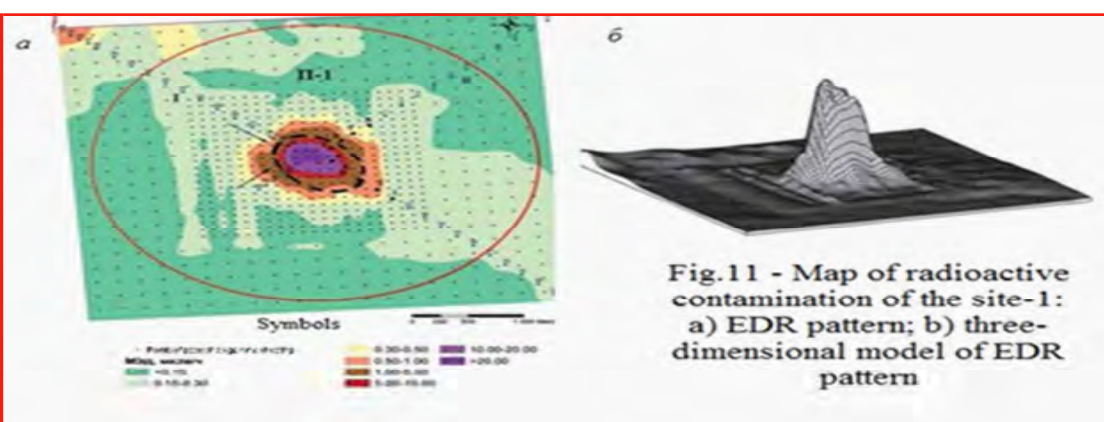 а
б
П-1
I
II
Symbols
0.30-0.50
10.00-20.00
0.50-1.00
>20.00
<0.15
1.00-5.00
0.15-0.30
5.00-10.00
Fig.11 - Map of radioactive
contamination of the site-1:
a) EDR pattern; b) three-
dimensional model of EDR
pattern